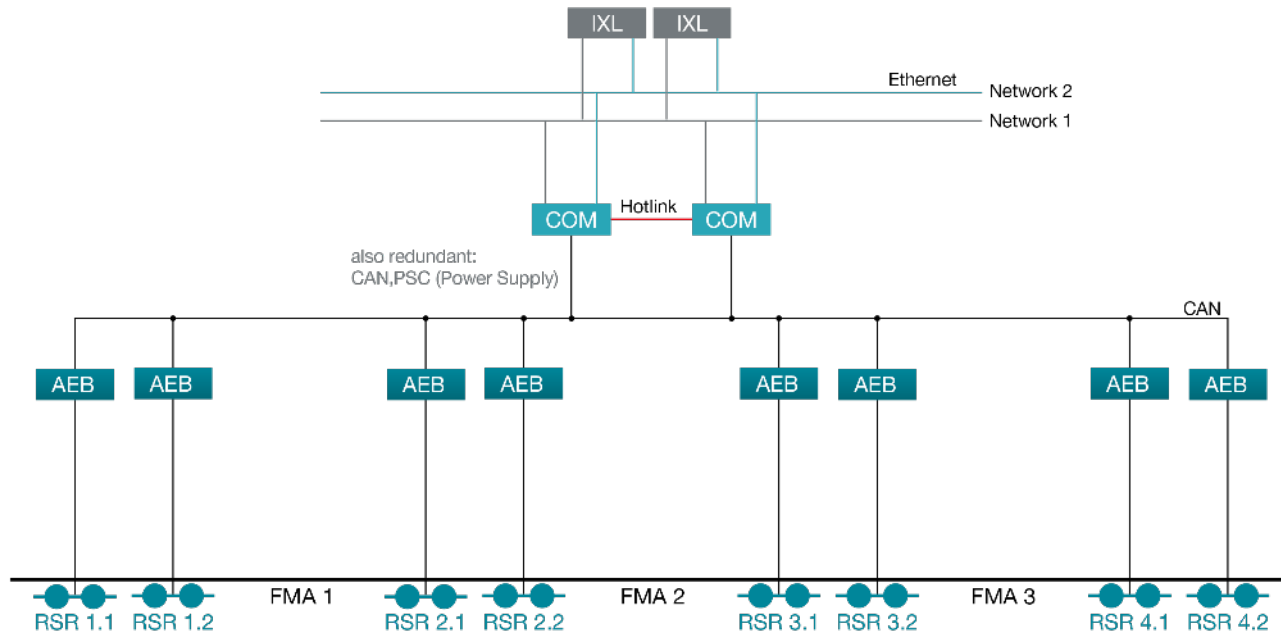 IXL IXL
Ethernet
Network 2
Network 1
Hotlink
COM COM
also redundant:
CAN,PSC (Power Supply)
CAN
AEB AEB AEB AEB AEB AEB AEB AEB
FMA 1 FMA 2 FMA 3
RSR 1.1 RSR 1.2 RSR 2.1 RSR 2.2 RSR 3.1 RSR 3.2 RSR 4.1 RSR 4.2